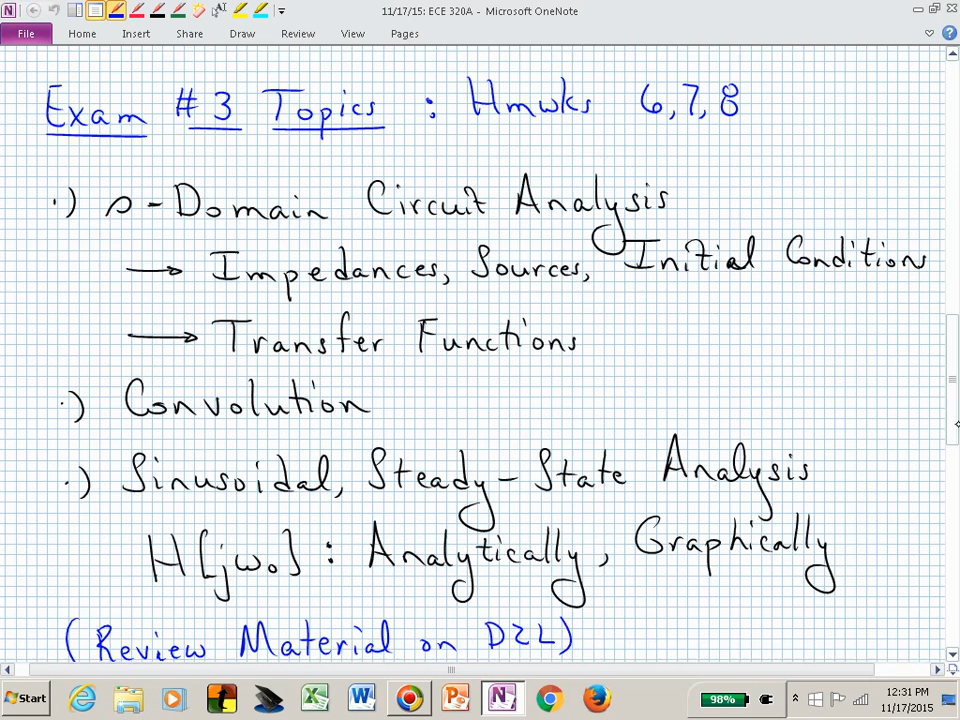 11/17/15: ECE 320A - Microsoft OneNote
File Home Insert Share Draw Review View Pages
Exam #3 Topics : Hmwks 6,7,8
·) s-Domain Circuit Analysis
→ Impedances, Sources, Initial Conditions
→ Transfer Functions
·) Convolution
·) Sinusoidal, Steady-State Analysis
H[jω₀] : Analytically, Graphically
(Review Material on D2L)
Start
98%
12:31 PM
11/17/2015